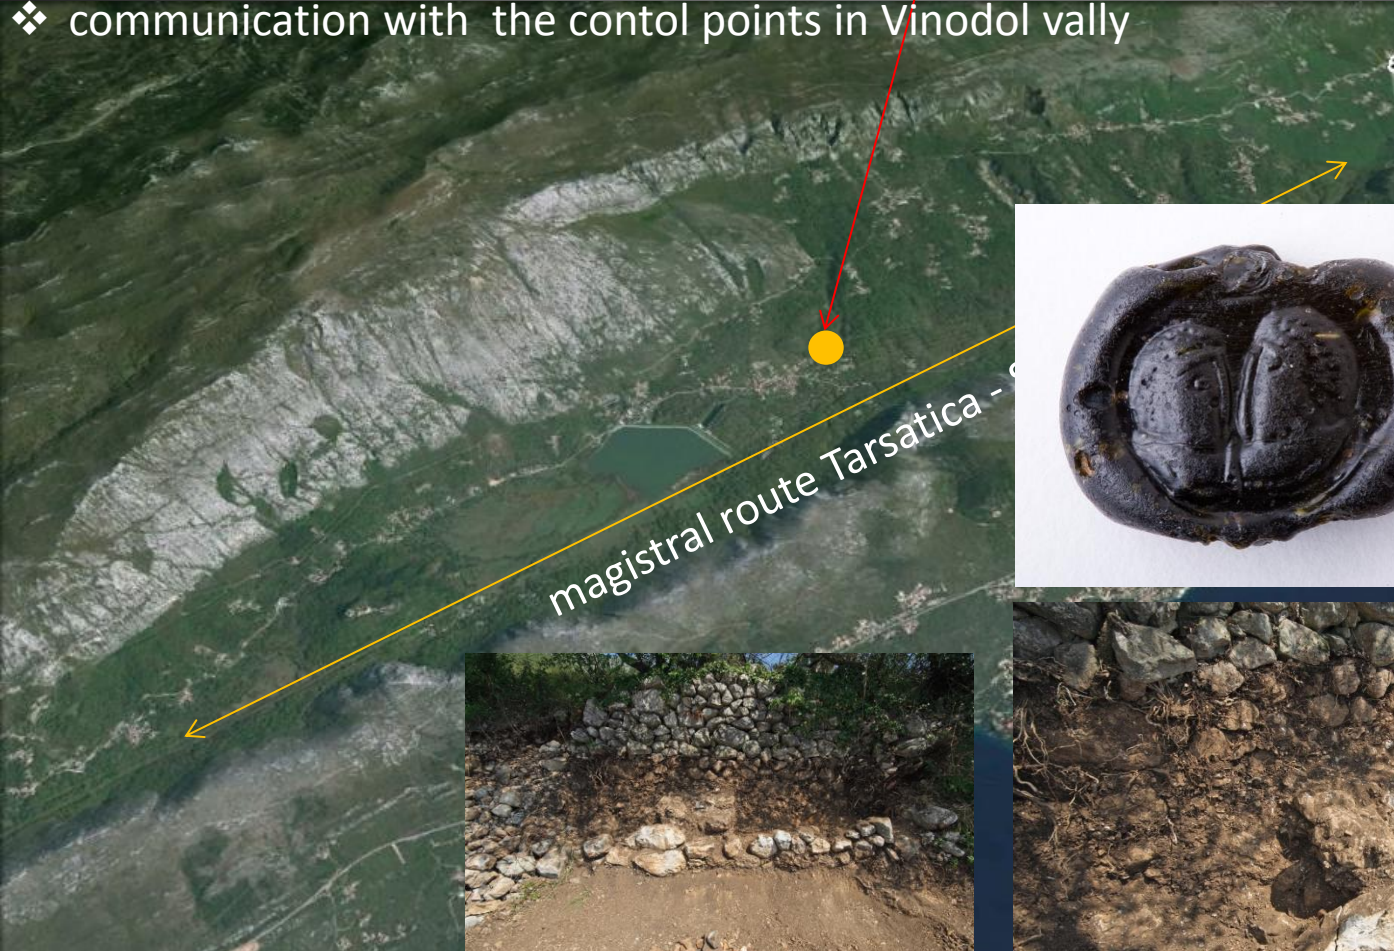 ❖ communication with the contol points in Vinodol vally
magistral route Tarsatica -